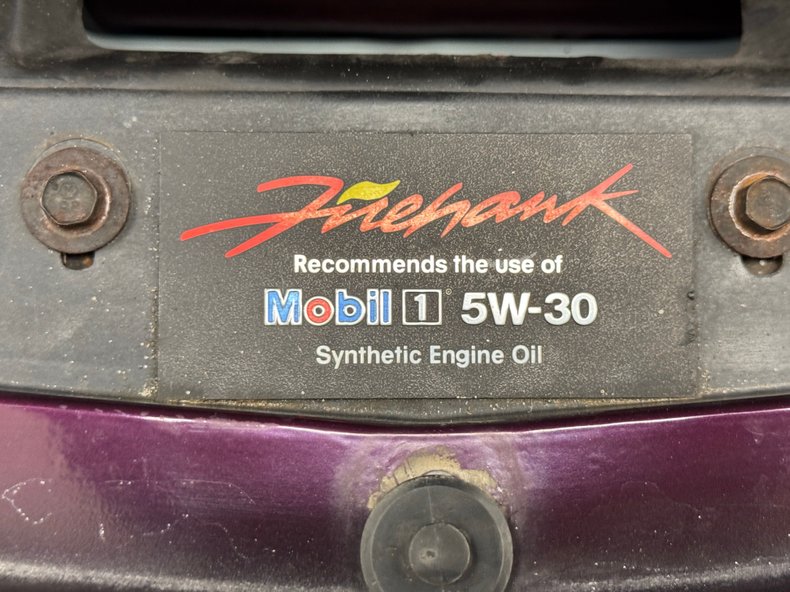 Firehawk
Recommends the use of
Mobil 1 5W-30
Synthetic Engine Oil